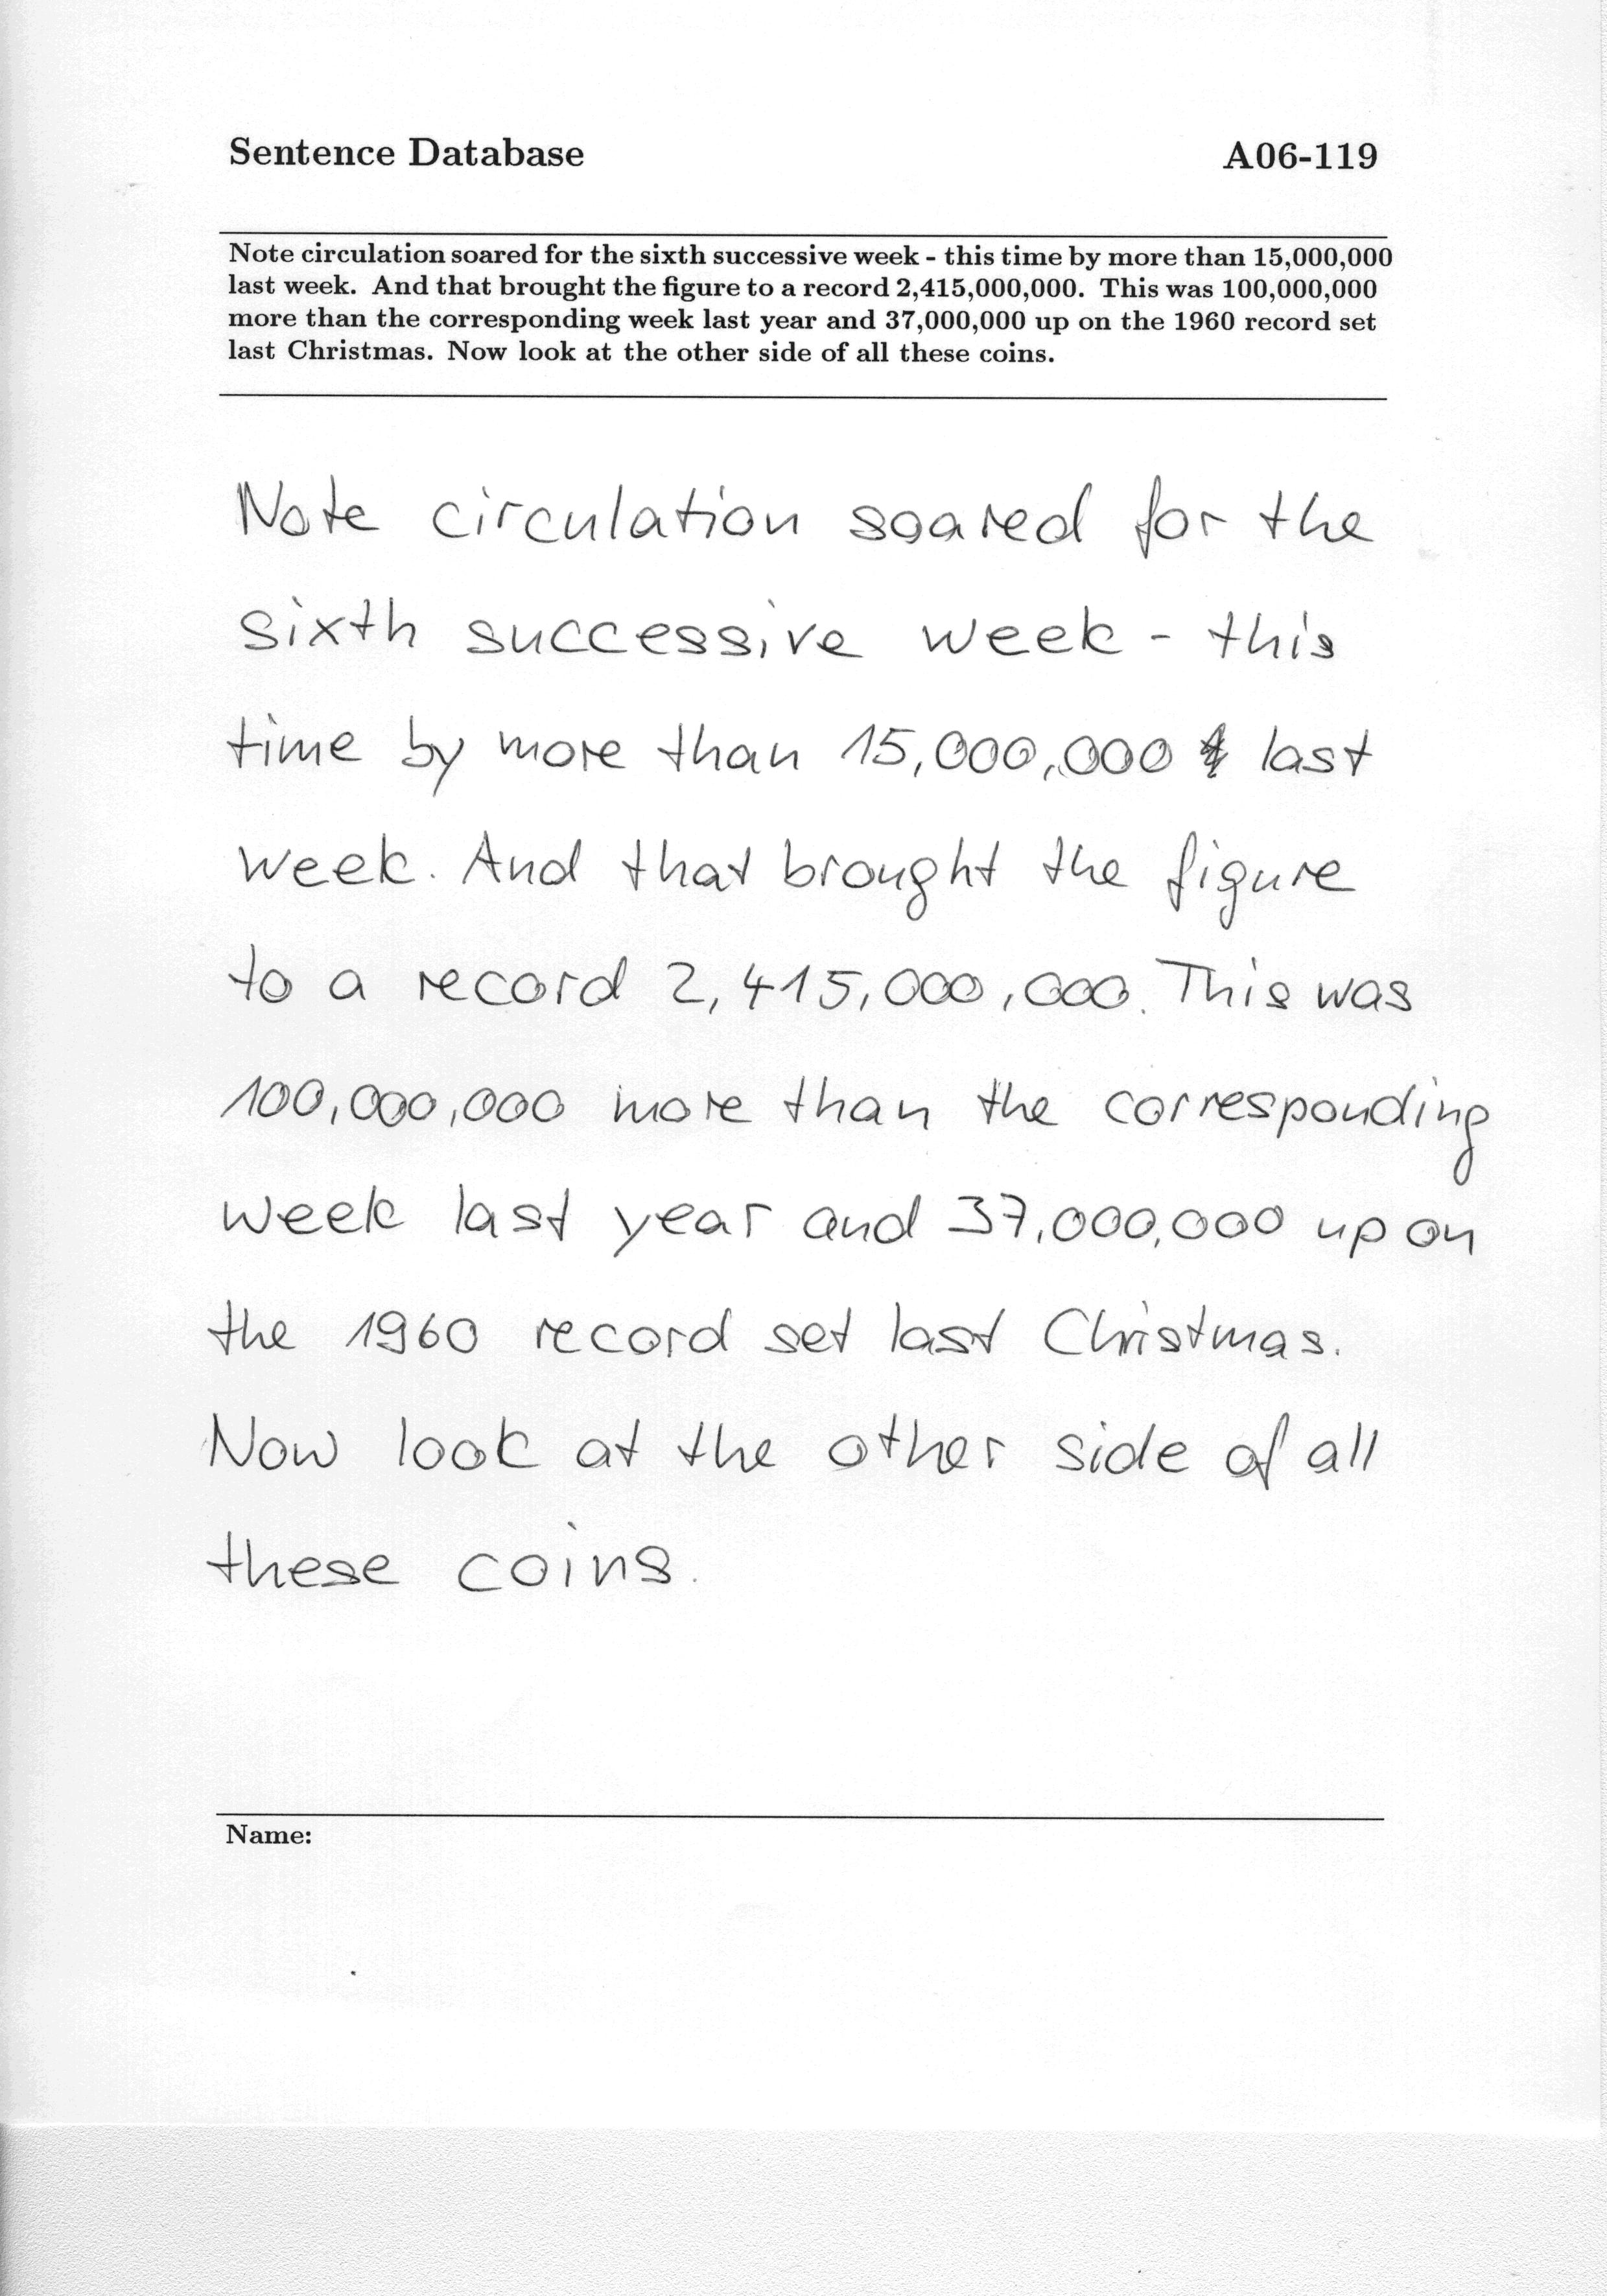 Sentence Database A06-119
Note circulation soared for the sixth successive week - this time by more than 15,000,000
last week. And that brought the figure to a record 2,415,000,000. This was 100,000,000
more than the corresponding week last year and 37,000,000 up on the 1960 record set
last Christmas. Now look at the other side of all these coins.
Note circulation soared for the
sixth successive week - this
time by more than 15,000,000 last
week. And that brought the figure
to a record 2,415,000,000. This was
100,000,000 more than the corresponding
week last year and 37,000,000 up on
the 1960 record set last Christmas.
Now look at the other side of all
these coins.
Name: